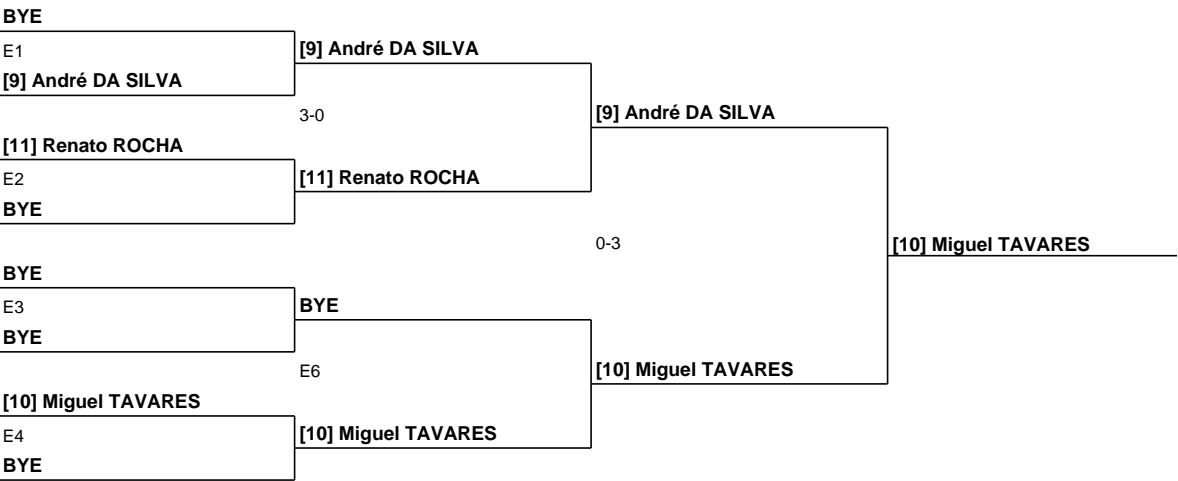 BYE
E1
[9] André DA SILVA
[9] André DA SILVA
3-0
[9] André DA SILVA
[11] Renato ROCHA
E2
[11] Renato ROCHA
BYE
0-3
[10] Miguel TAVARES
BYE
E3
BYE
BYE
E6
[10] Miguel TAVARES
[10] Miguel TAVARES
E4
[10] Miguel TAVARES
BYE